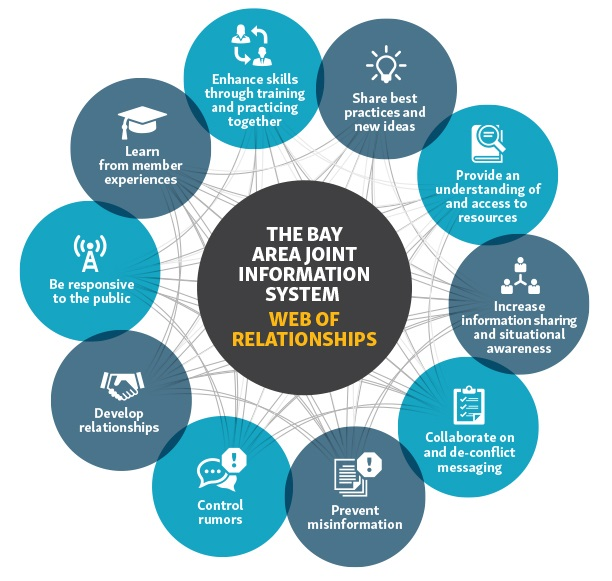 THE BAY
AREA JOINT
INFORMATION
SYSTEM
WEB OF
RELATIONSHIPS
Enhance skills
through training
and practicing
together
Share best
practices and
new ideas
Provide an
understanding of
and access to
resources
Increase
information sharing
and situational
awareness
Collaborate on
and de-conflict
messaging
Prevent
misinformation
Control
rumors
Develop
relationships
Be responsive
to the public
Learn
from member
experiences